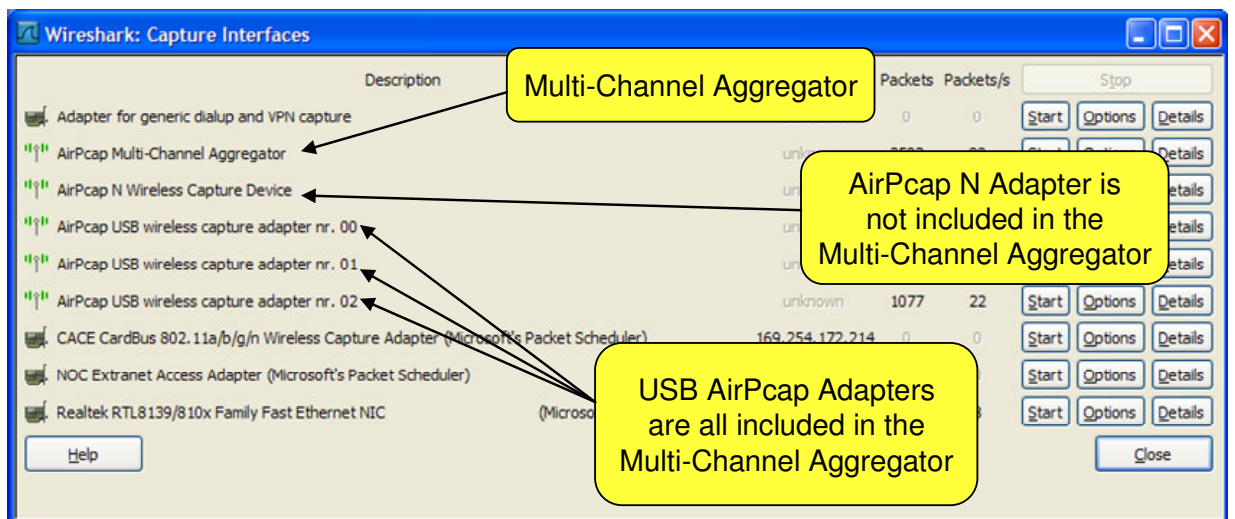 Wireshark: Capture Interfaces
Description Packets Packets/s Stop
Multi-Channel Aggregator
Adapter for generic dialup and VPN capture 0 0 Start Options Details
AirPcap Multi-Channel Aggregator Details
AirPcap N Wireless Capture Device
AirPcap N Adapter is
not included in the
Multi-Channel Aggregator
AirPcap USB wireless capture adapter nr. 00
AirPcap USB wireless capture adapter nr. 01
AirPcap USB wireless capture adapter nr. 02 unknown 1077 22 Start Options Details
CACE CardBus 802.11a/b/g/n Wireless Capture Adapter (Microsoft's Packet Scheduler) 169.254.172.214 0 0 Start Options Details
NOC Extranet Access Adapter (Microsoft's Packet Scheduler) Start Options Details
Realtek RTL8139/810x Family Fast Ethernet NIC Start Options Details
USB AirPcap Adapters
are all included in the
Multi-Channel Aggregator
Help Close